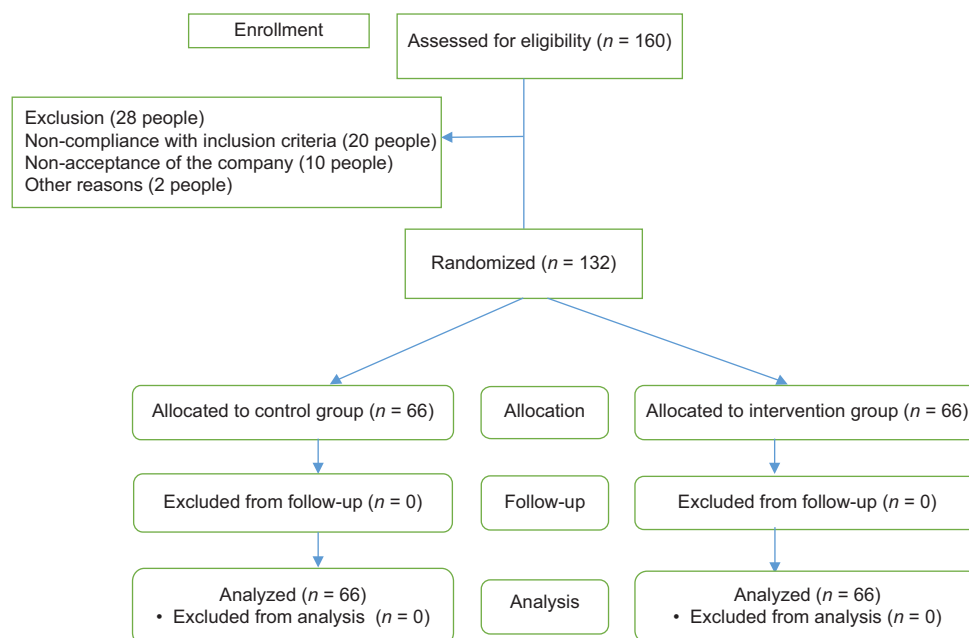 Enrollment
Assessed for eligibility (n = 160)
Exclusion (28 people)
Non-compliance with inclusion criteria (20 people)
Non-acceptance of the company (10 people)
Other reasons (2 people)
Randomized (n = 132)
Allocated to control group (n = 66)
Allocation
Allocated to intervention group (n = 66)
Excluded from follow-up (n = 0)
Follow-up
Excluded from follow-up (n = 0)
Analyzed (n = 66)
• Excluded from analysis (n = 0)
Analysis
Analyzed (n = 66)
• Excluded from analysis (n = 0)